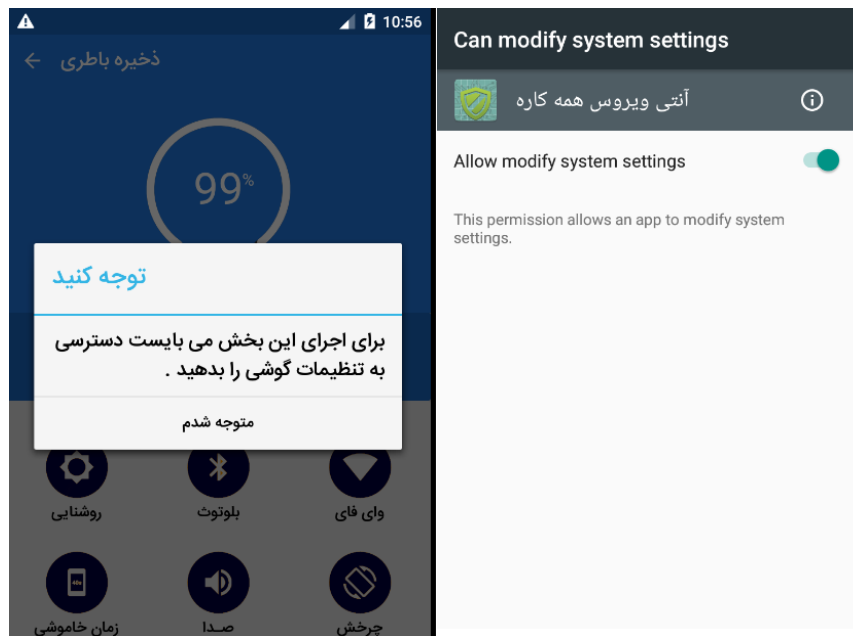 10:56
ذخیره باطری
99%
توجه کنید
برای اجرای این بخش می بایست دسترسی
به تنظیمات گوشی را بدهید .
متوجه شدم
وای فای
بلوتوث
روشنایی
چرخش
صـدا
زمان خاموشی
Can modify system settings
آنتی ویروس همه کاره
Allow modify system settings
This permission allows an app to modify system
settings.